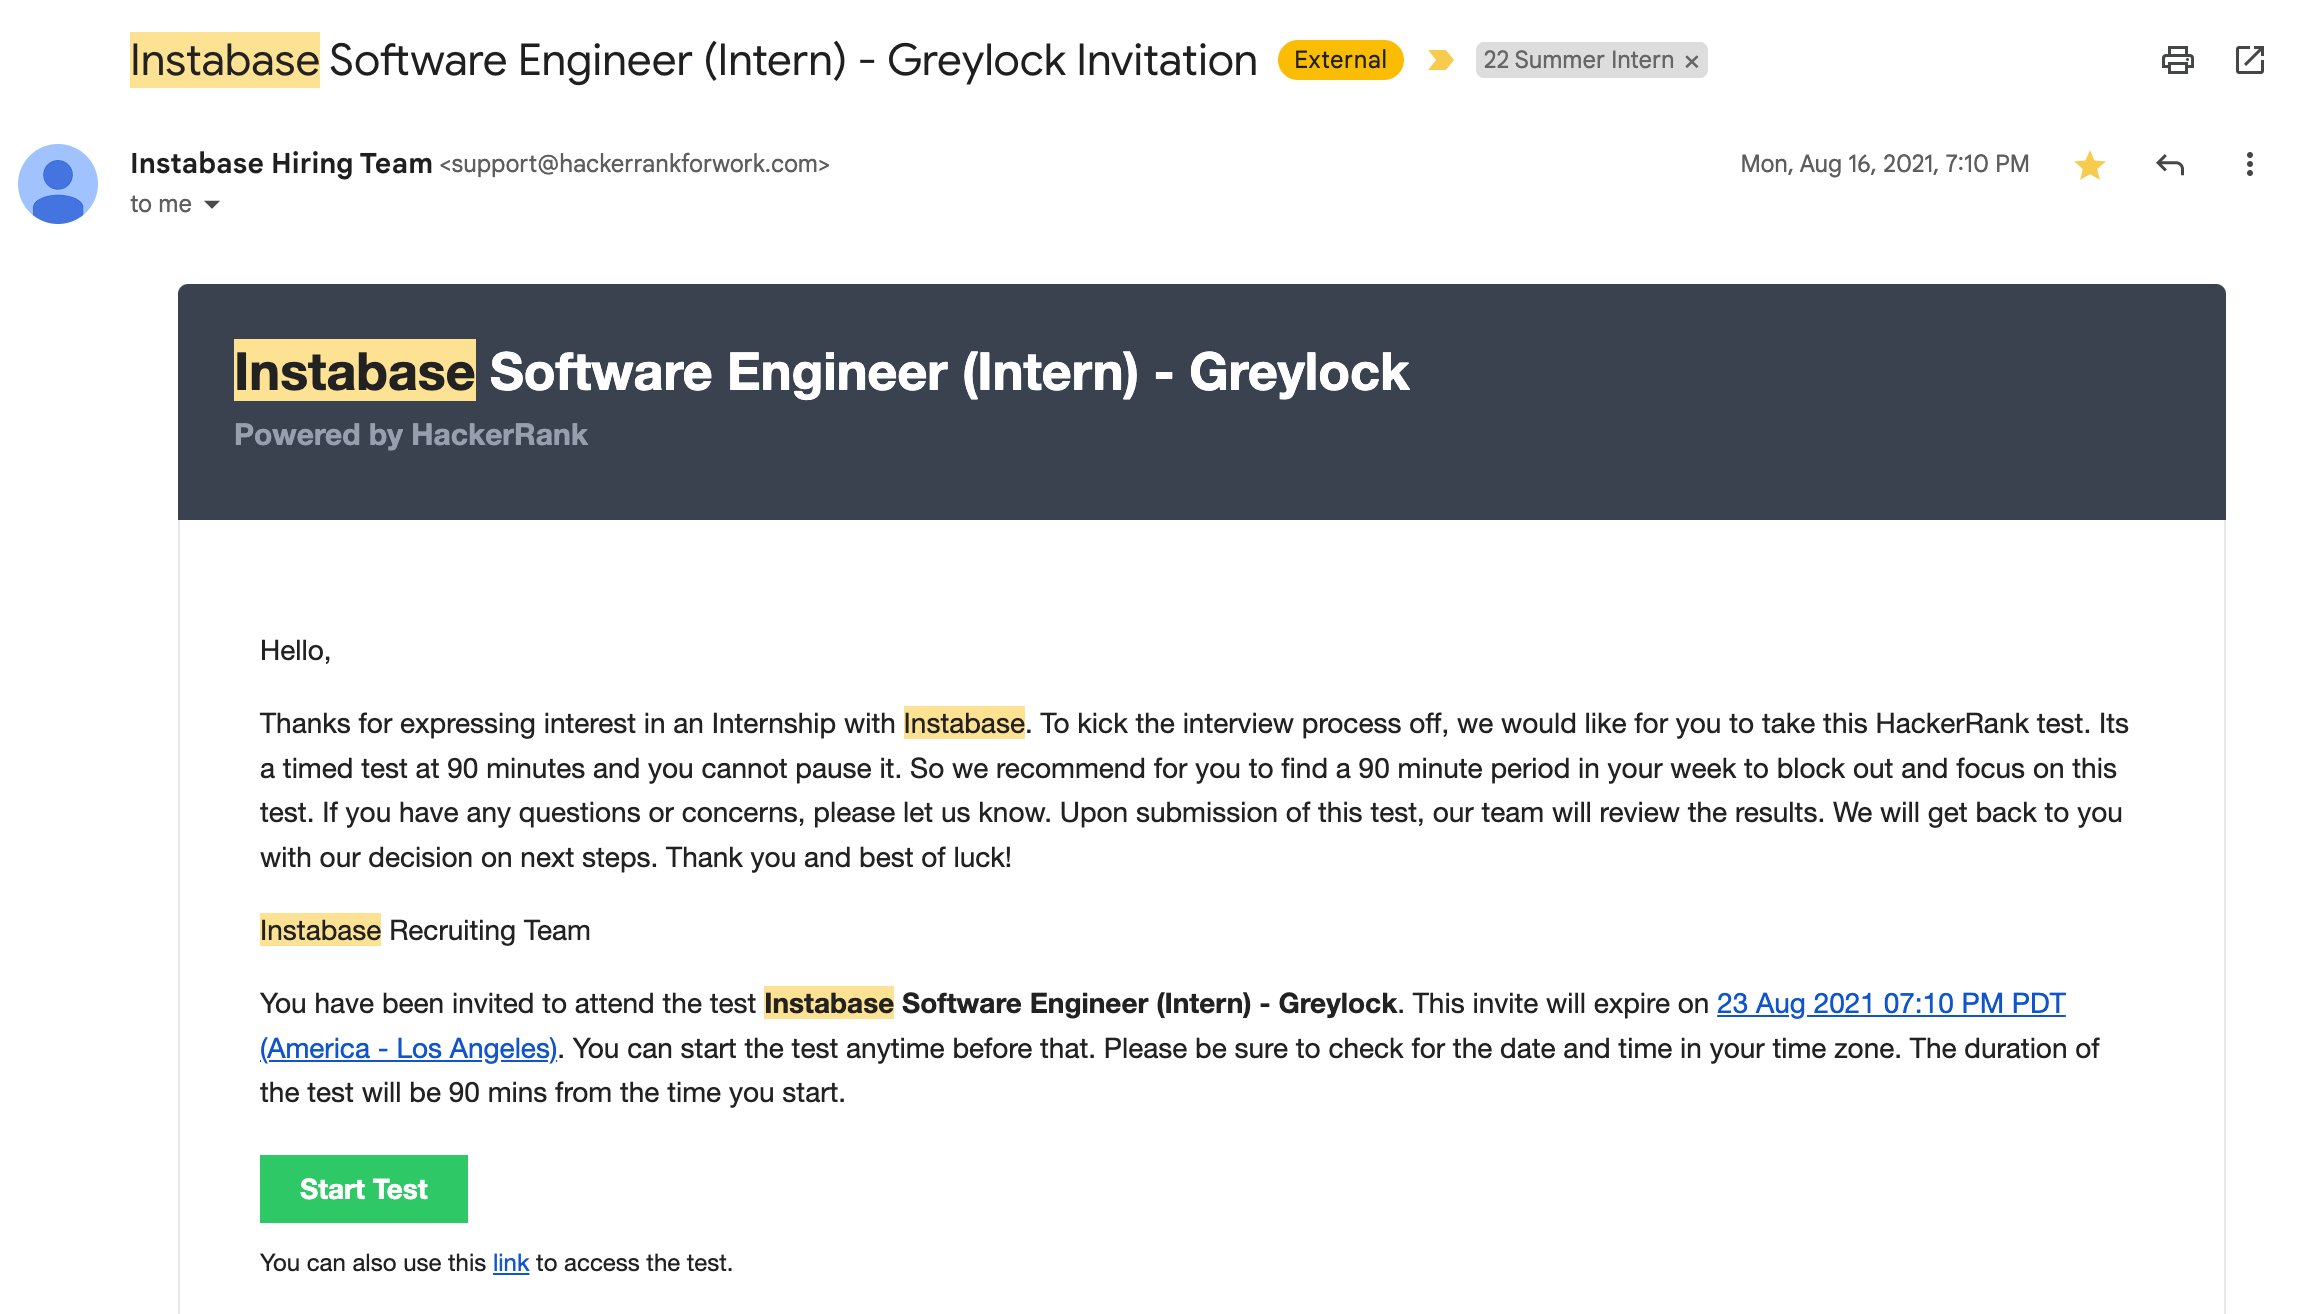 Instabase Software Engineer (Intern) - Greylock Invitation External 22 Summer Intern ×
Instabase Hiring Team <support@hackerrankforwork.com> Mon, Aug 16, 2021, 7:10 PM
to me
Instabase Software Engineer (Intern) - Greylock
Powered by HackerRank
Hello,
Thanks for expressing interest in an Internship with Instabase. To kick the interview process off, we would like for you to take this HackerRank test. Its
a timed test at 90 minutes and you cannot pause it. So we recommend for you to find a 90 minute period in your week to block out and focus on this
test. If you have any questions or concerns, please let us know. Upon submission of this test, our team will review the results. We will get back to you
with our decision on next steps. Thank you and best of luck!
Instabase Recruiting Team
You have been invited to attend the test Instabase Software Engineer (Intern) - Greylock. This invite will expire on 23 Aug 2021 07:10 PM PDT
(America - Los Angeles). You can start the test anytime before that. Please be sure to check for the date and time in your time zone. The duration of
the test will be 90 mins from the time you start.
Start Test
You can also use this link to access the test.